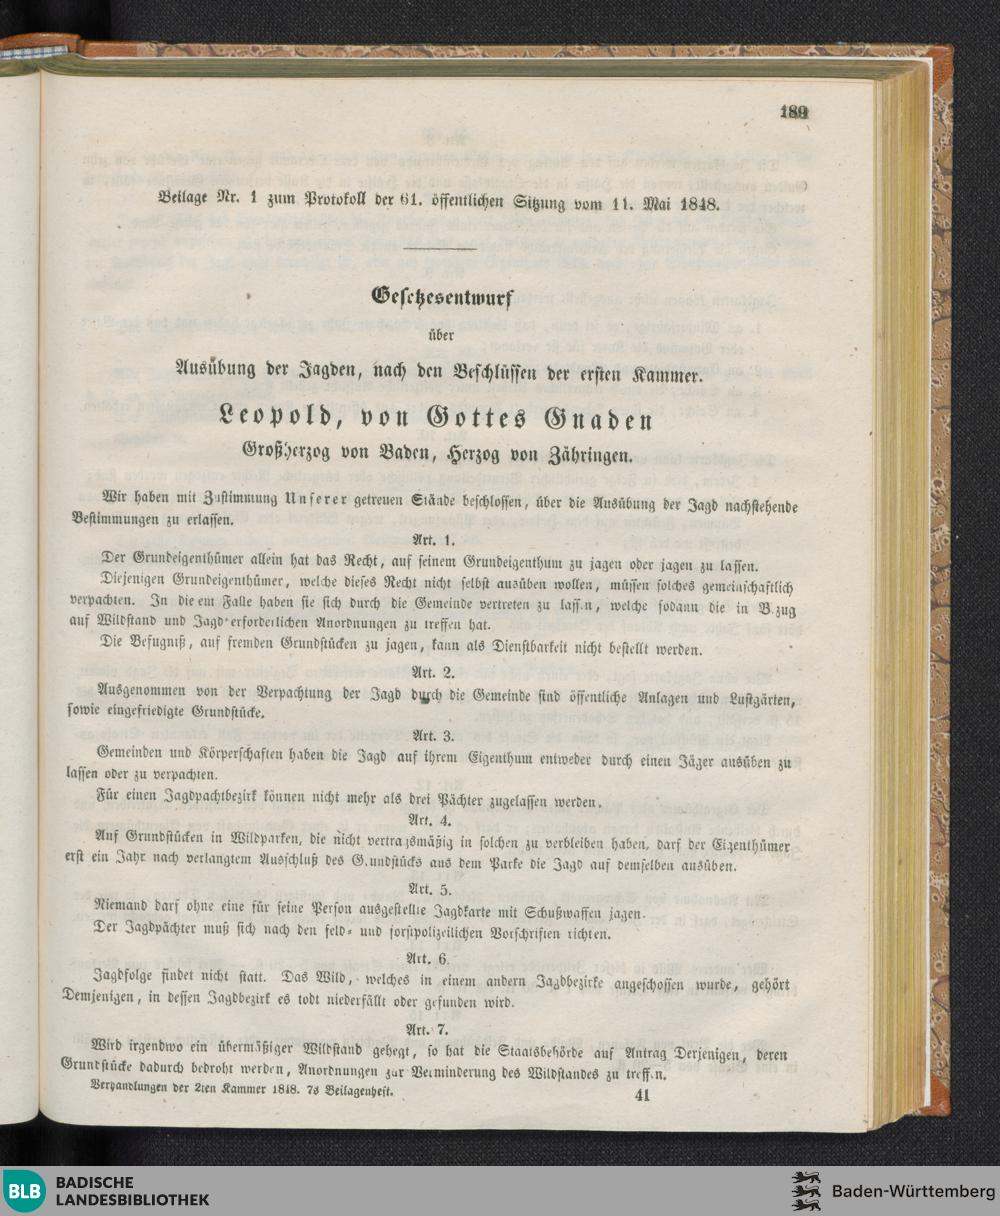 189
Beilage Nr. 1 zum Protokoll der 61. öffentlichen Sitzung vom 11. Mai 1848.
Gesetzesentwurf
über
Ausübung der Jagden, nach den Beschlüssen der ersten Kammer.
Leopold, von Gottes Gnaden
Großherzog von Baden, Herzog von Zähringen.
Wir haben mit Zustimmung Unserer getreuen Stände beschlossen, über die Ausübung der Jagd nachstehende
Bestimmungen zu erlassen.
Art. 1.
Der Grundeigenthümer allein hat das Recht, auf seinem Grundeigenthum zu jagen oder jagen zu lassen.
Diejenigen Grundeigenthümer, welche dieses Recht nicht selbst ausüben wollen, müssen solches gemeinschaftlich
verpachten. In diesem Falle haben sie sich durch die Gemeinde vertreten zu lassen, welche sodann die in Bezug
auf Wildstand und Jagd erforderlichen Anordnungen zu treffen hat.
Die Befugniß, auf fremden Grundstücken zu jagen, kann als Dienstbarkeit nicht bestellt werden.
Art. 2.
Ausgenommen von der Verpachtung der Jagd durch die Gemeinde sind öffentliche Anlagen und Lustgärten,
sowie eingefriedigte Grundstücke.
Art. 3.
Gemeinden und Körperschaften haben die Jagd auf ihrem Eigenthum entweder durch einen Jäger ausüben zu
lassen oder zu verpachten.
Für einen Jagdpachtbezirk können nicht mehr als drei Pächter zugelassen werden.
Art. 4.
Auf Grundstücken in Wildparken, die nicht vertragsmäßig in solchen zu verbleiben haben, darf der Eigenthümer
erst ein Jahr nach verlangtem Ausschluß des Grundstücks aus dem Parke die Jagd auf demselben ausüben.
Art. 5.
Niemand darf ohne eine für seine Person ausgestellte Jagdkarte mit Schußwaffen jagen.
Der Jagdpächter muß sich nach den feld- und forstpolizeilichen Vorschriften richten.
Art. 6.
Jagdfolge findet nicht statt. Das Wild, welches in einem andern Jagdbezirke angeschossen wurde, gehört
Demjenigen, in dessen Jagdbezirk es todt niederfällt oder gefunden wird.
Art. 7.
Wird irgendwo ein übermäßiger Wildstand gehegt, so hat die Staatsbehörde auf Antrag Derjenigen, deren
Grundstücke dadurch bedroht werden, Anordnungen zur Verminderung des Wildstandes zu treffen.
Verhandlungen der 2ten Kammer 1848. 7s Beilagenheft.
41
BLB BADISCHE
LANDESBIBLIOTHEK
Baden-Württemberg